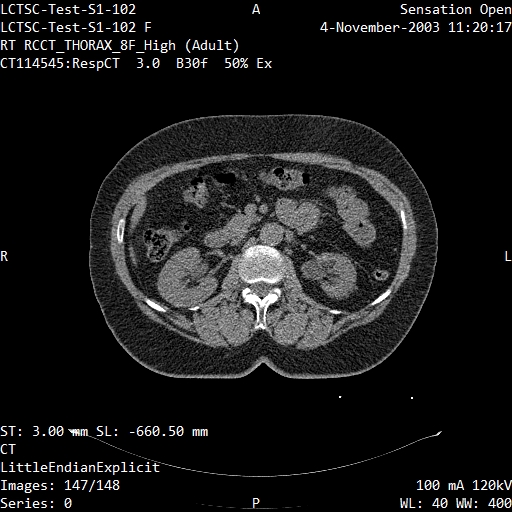 LCTSC-Test-S1-102
A
Sensation Open
LCTSC-Test-S1-102 F
4-November-2003 11:20:17
RT RCCT_THORAX_8F_High (Adult)
CT114545:RespCT 3.0 B30f 50% Ex
R
L
ST: 3.00 mm SL: -660.50 mm
CT
LittleEndianExplicit
Images: 147/148
100 mA 120kV
Series: 0
P
WL: 40 WW: 400